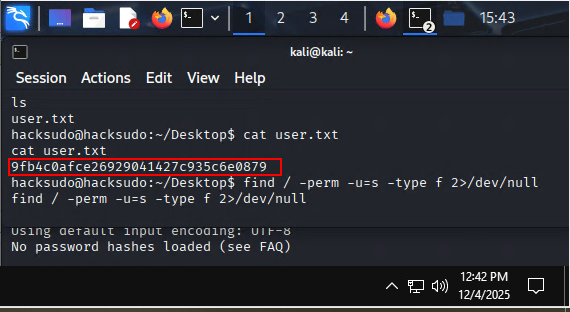 1 2 3 4 2 15:43
kali@kali: ~
Session Actions Edit View Help
ls
user.txt
hacksudo@hacksudo:~/Desktop$ cat user.txt
cat user.txt
9fb4c0afce26929041427c935c6e0879
hacksudo@hacksudo:~/Desktop$ find / -perm -u=s -type f 2>/dev/null
find / -perm -u=s -type f 2>/dev/null
Using default input encoding: UTF-8
No password hashes loaded (see FAQ)
12:42 PM
12/4/2025